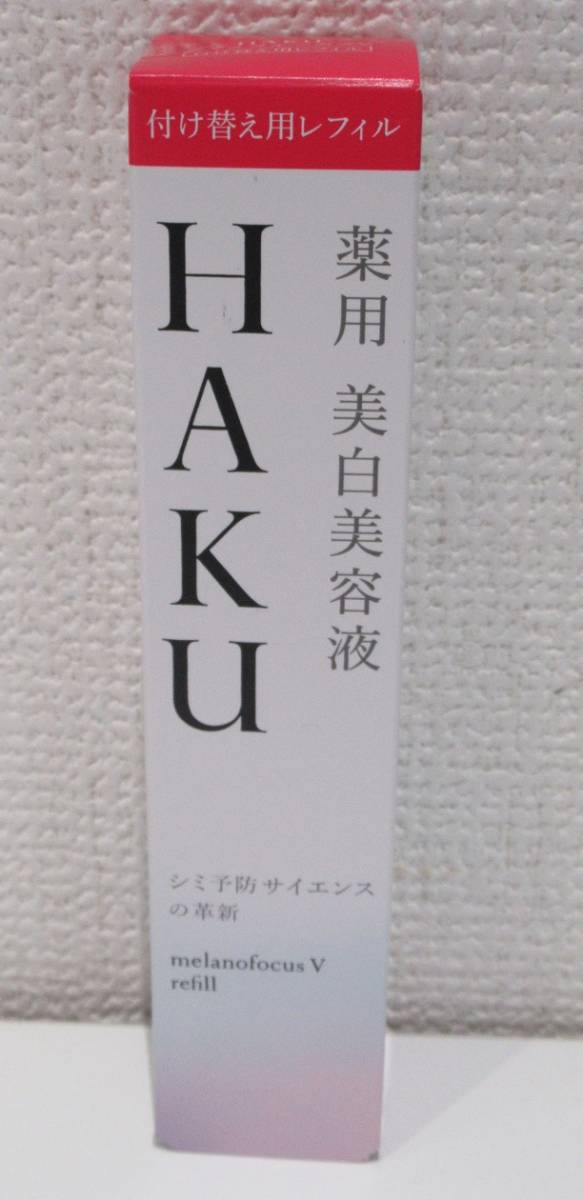 付け替え用レフィル
HAKU
薬用 美白美容液
シミ予防サイエンス
の革新
melanofocus V
refill